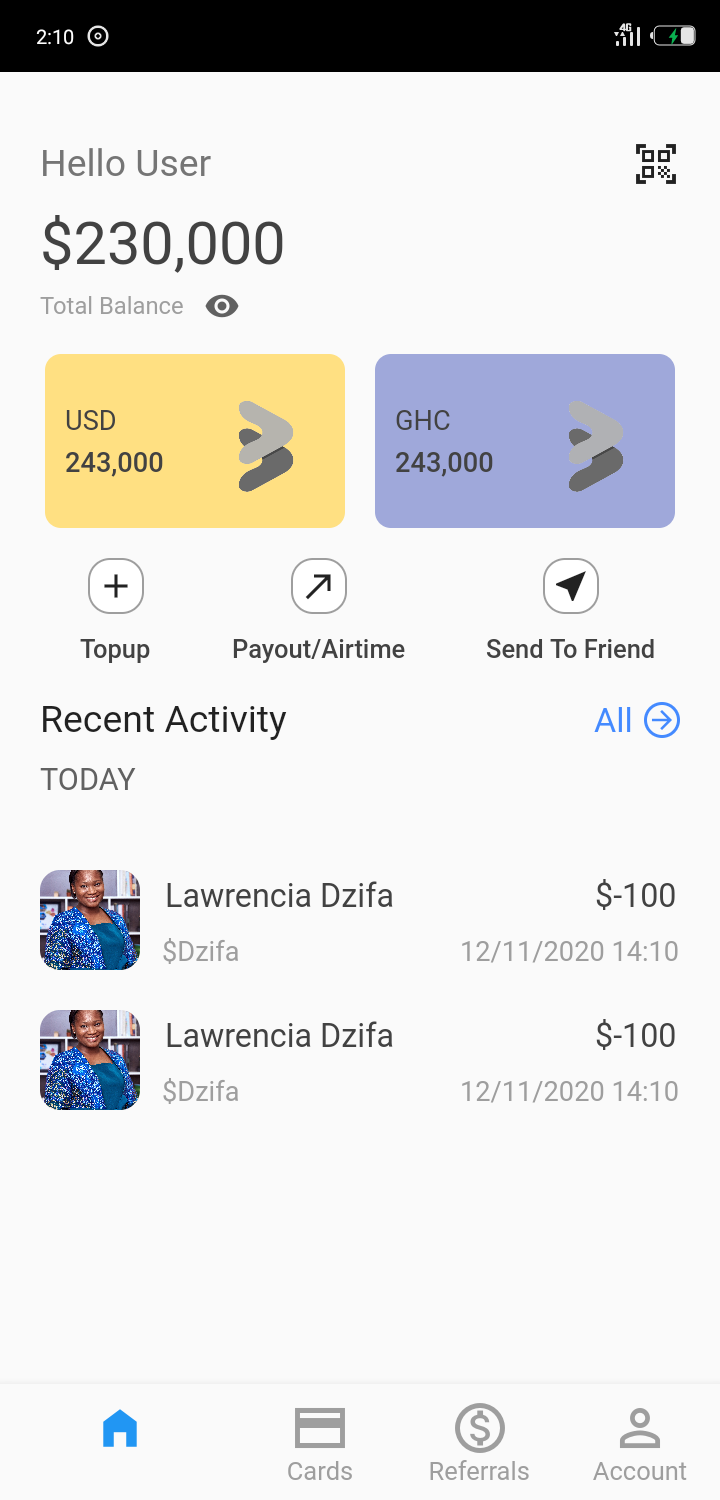 2:10
4G
Hello User
$230,000
Total Balance
USD
243,000
GHC
243,000
Topup
Payout/Airtime
Send To Friend
Recent Activity
All
TODAY
Lawrencia Dzifa
$-100
$Dzifa
12/11/2020 14:10
Lawrencia Dzifa
$-100
$Dzifa
12/11/2020 14:10
Cards
Referrals
Account